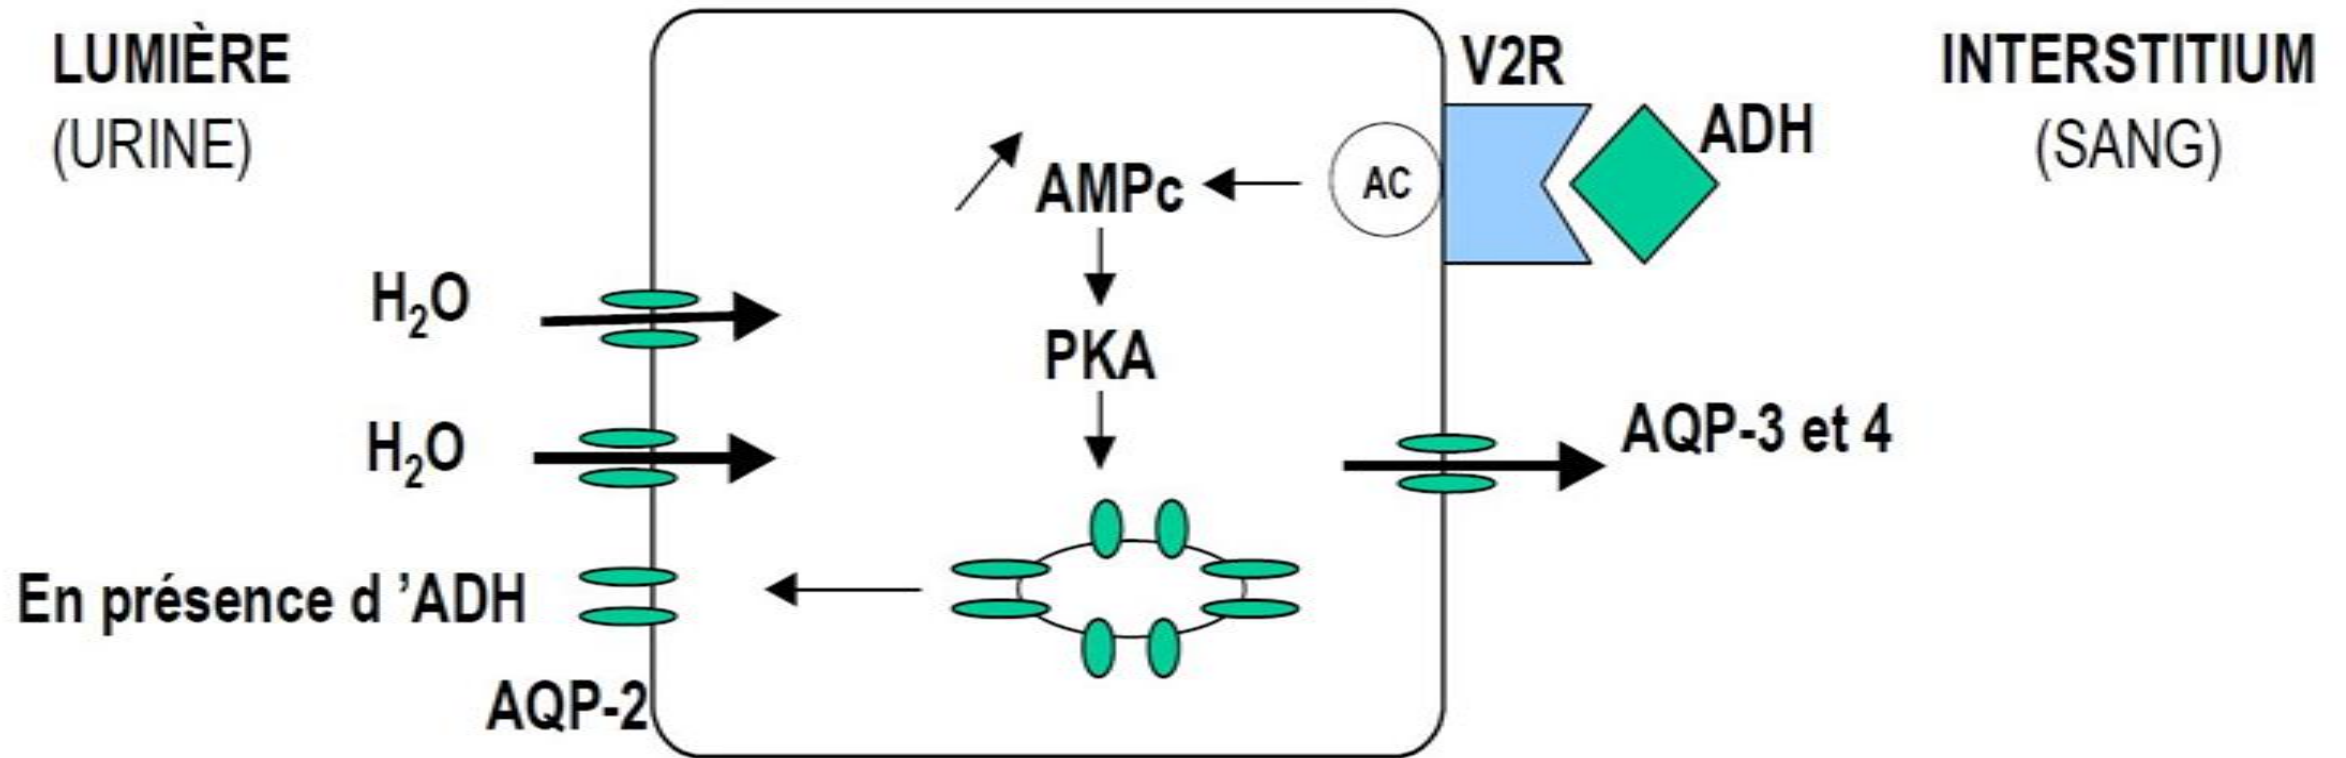 LUMIÈRE
(URINE)
V2R
INTERSTITIUM
(SANG)
ADH
AC
AMPc
H₂O
PKA
H₂O
AQP-3 et 4
En présence d ’ADH
AQP-2